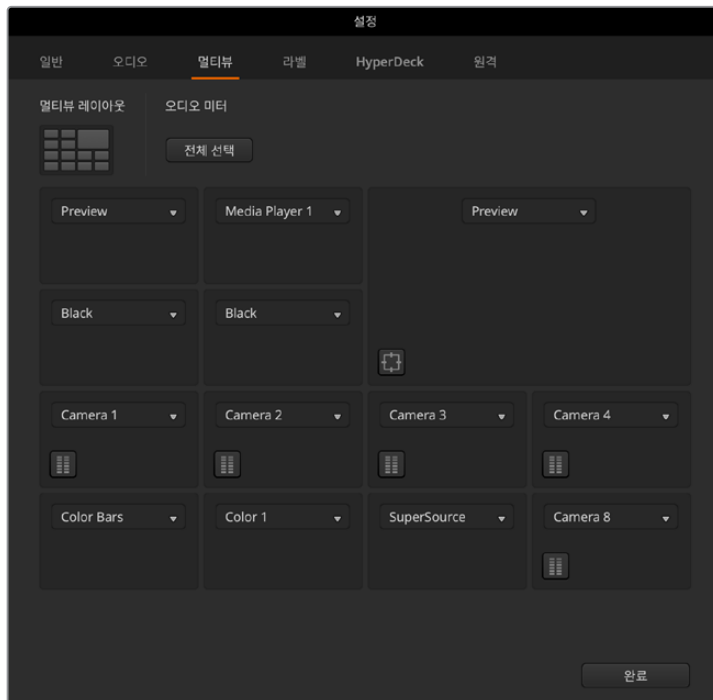 설정
일반 오디오 멀티뷰 라벨 HyperDeck 원격
멀티뷰 레이아웃 오디오 미터
전체 선택
Preview Media Player 1 Preview
Black Black
Camera 1 Camera 2 Camera 3 Camera 4
Color Bars Color 1 SuperSource Camera 8
완료